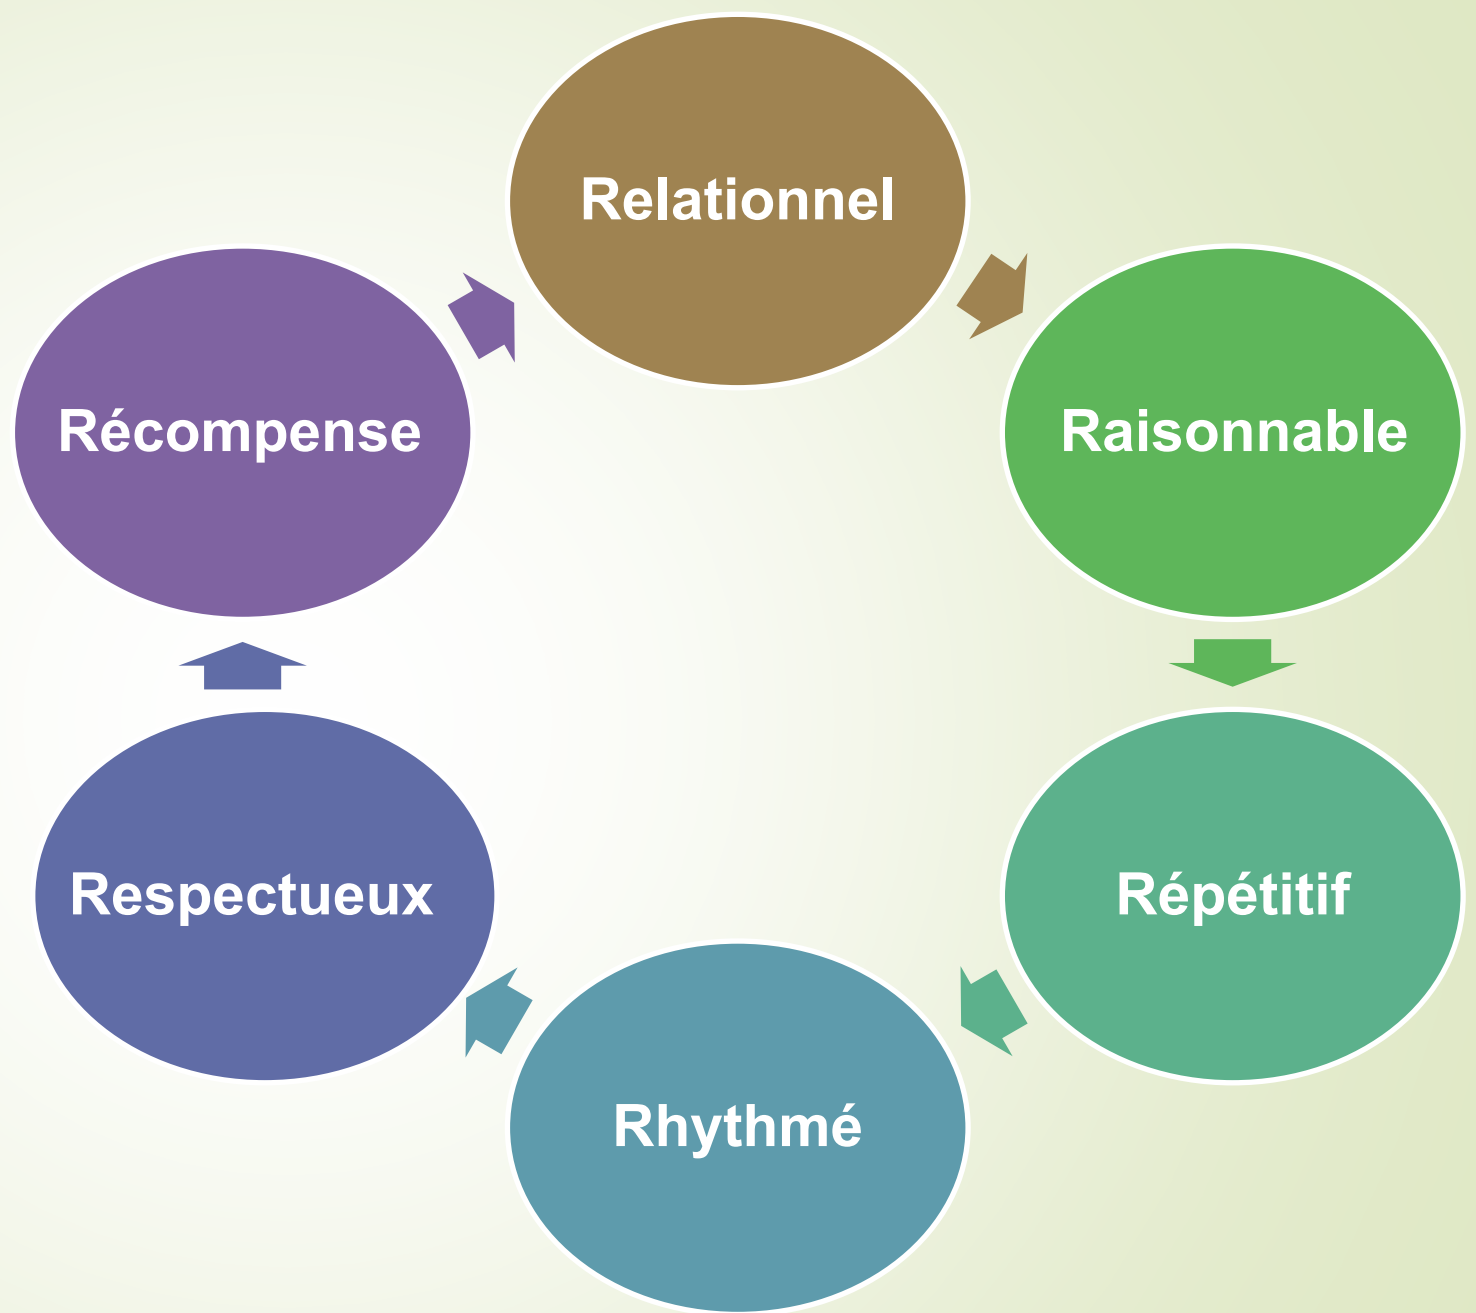 Relationnel
Raisonnable
Répétitif
Rhythmé
Respectueux
Récompense